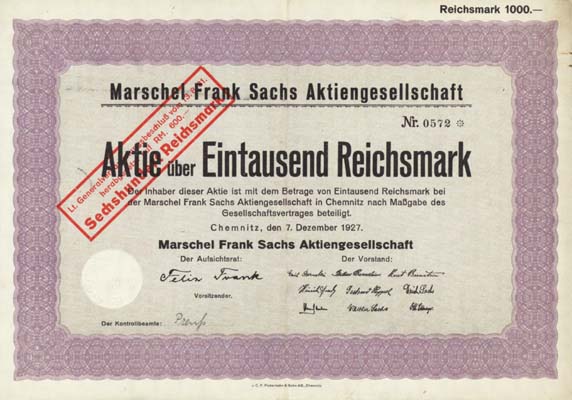 Reichsmark 1000.—
Marschel Frank Sachs Aktiengesellschaft
Lt. Generalversammlungsbeschluß vom
RM. 600.—
Sechshundert Reichsmark
Nr. 0572 ※
Aktie über Eintausend Reichsmark
Der Inhaber dieser Aktie ist mit dem Betrage von Eintausend Reichsmark bei
der Marschel Frank Sachs Aktiengesellschaft in Chemnitz nach Maßgabe des
Gesellschaftsvertrages beteiligt.
Chemnitz, den 7. Dezember 1927.
Marschel Frank Sachs Aktiengesellschaft
Der Aufsichtsrat: Der Vorstand:
Felix Frank
Vorsitzender.
Der Kontrollbeamte: